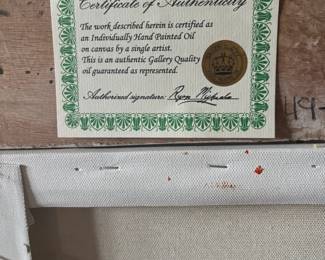 Certificate of Authenticity
The work described herein is certified as
an Individually Hand Painted Oil
on canvas by a single artist.
This is an authentic Gallery Quality
oil guaranteed as represented.
Authorized signature:
49